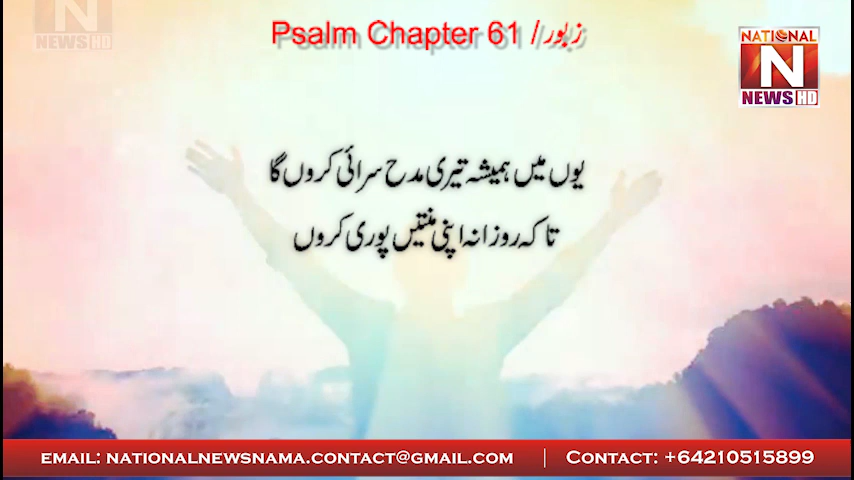 Psalm Chapter 61 / زبور
NATIONAL
N
NEWS HD
N
NEWS HD
یوں میں ہمیشہ تیری مدح سرائی کروں گا
تاکہ روزانہ اپنی منتیں پوری کروں
EMAIL: NATIONALNEWSNAMA.CONTACT@GMAIL.COM | CONTACT: +64210515899